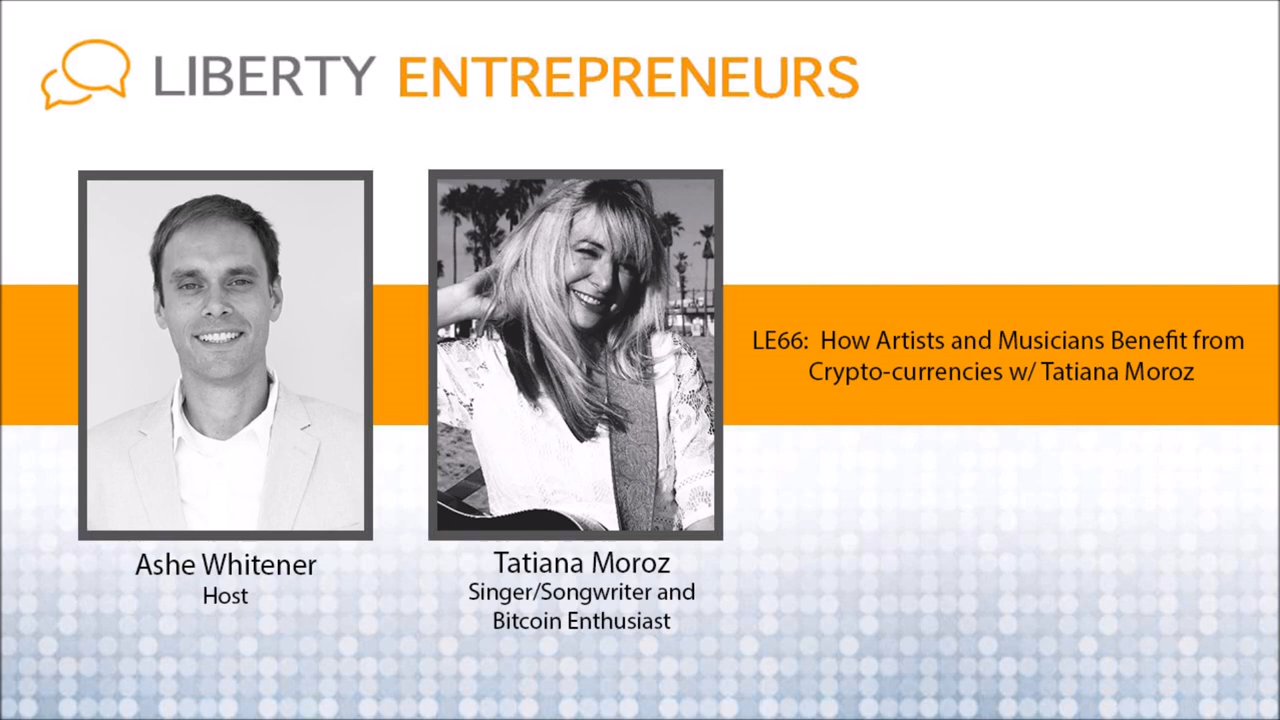 LIBERTY ENTREPRENEURS
LE66:  How Artists and Musicians Benefit from
Crypto-currencies w/ Tatiana Moroz
Ashe Whitener
Host
Tatiana Moroz
Singer/Songwriter and
Bitcoin Enthusiast